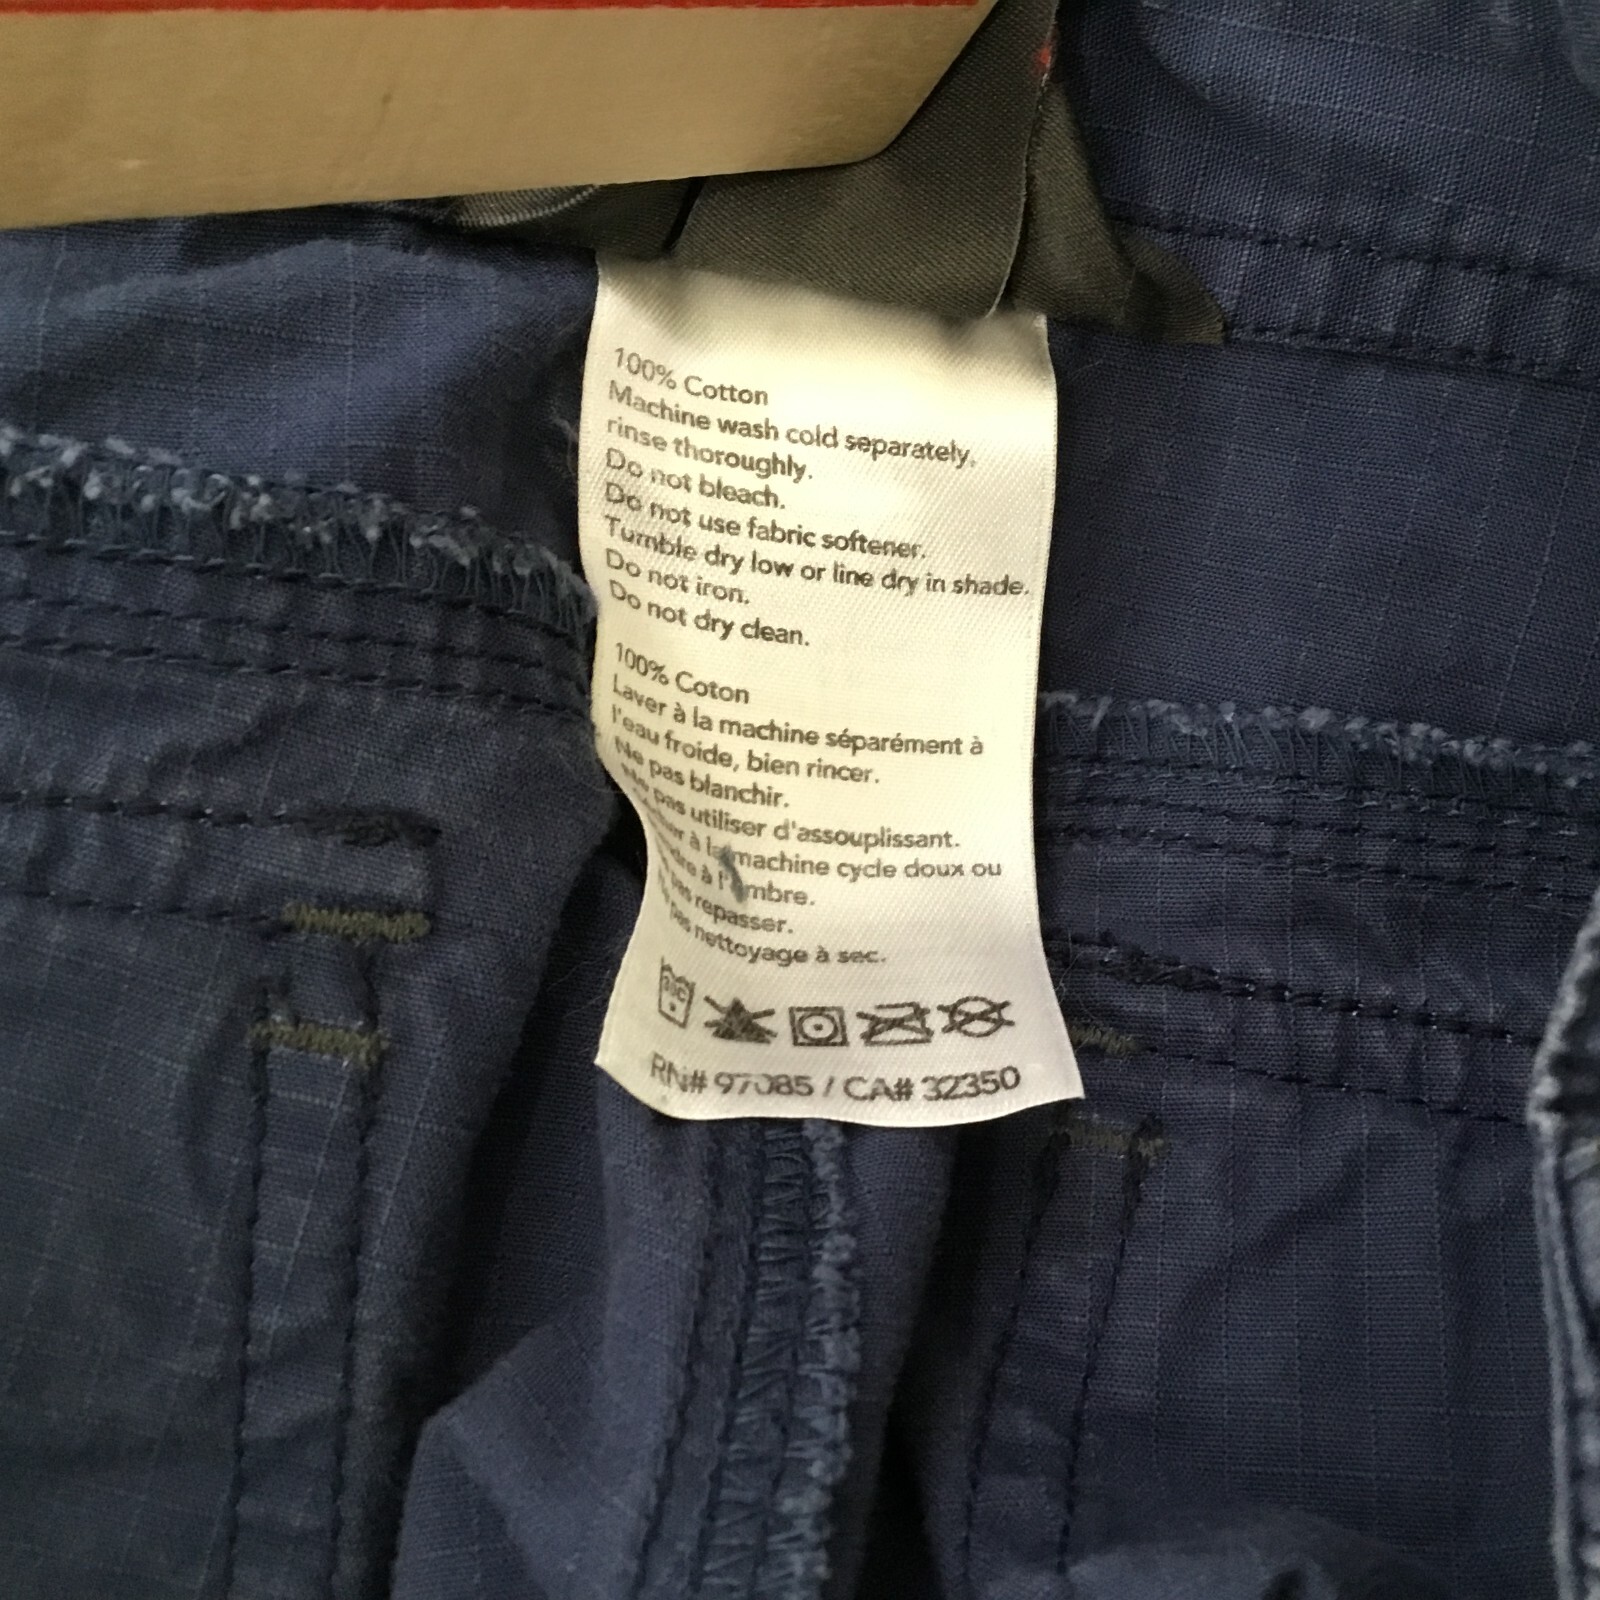 100% Cotton
Machine wash cold separately,
rinse thoroughly.
Do not bleach.
Do not use fabric softener.
Tumble dry low or line dry in shade.
Do not iron.
Do not dry clean.
100% Coton
Laver à la machine séparément à
l'eau froide, bien rincer.
Ne pas blanchir.
Ne pas utiliser d'assouplissant.
à la machine cycle doux ou
à l'ombre.
pas repasser.
pas nettoyage à sec.
30C
RN# 97085 / CA# 32350